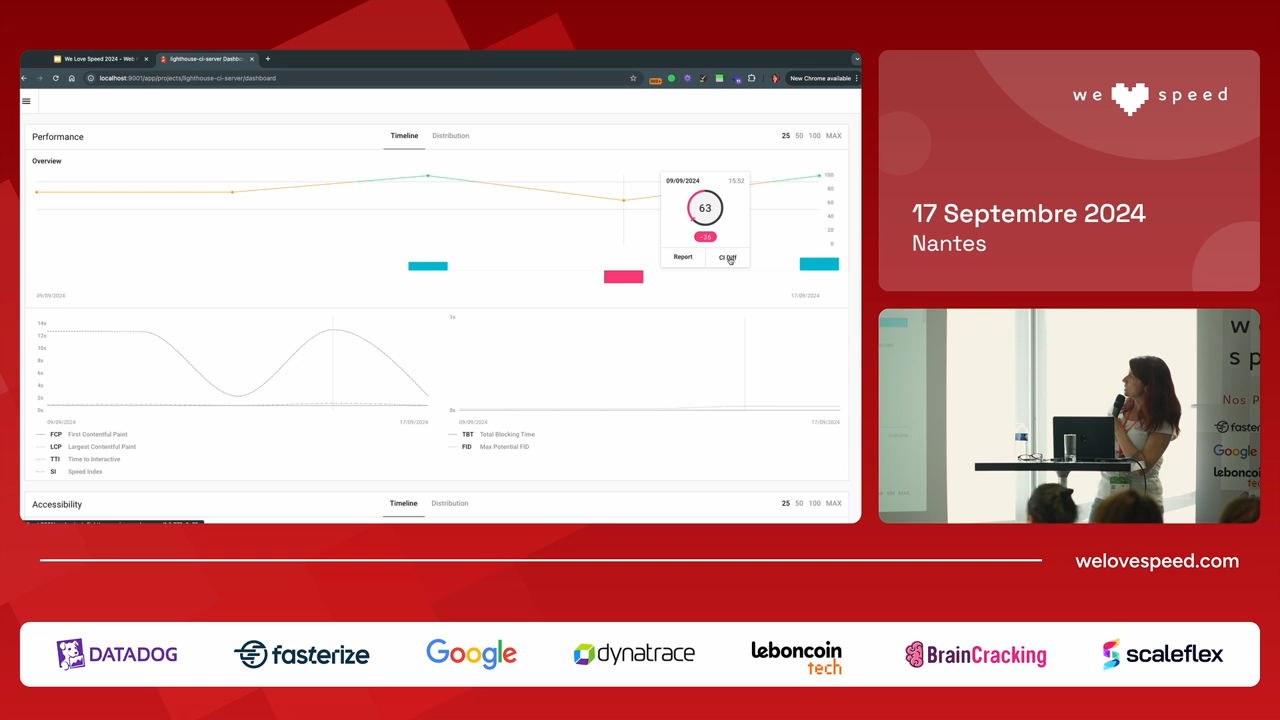 We Love Speed 2024 - Web
lighthouse-ci-server Dashb
localhost:9001/app/projects/lighthouse-ci-server/dashboard
New Chrome available
Performance
Timeline
Distribution
25 50 100 MAX
Overview
09/09/2024 15:52
63
-36
Report
CI Diff
100
80
60
40
20
0
09/09/2024
17/09/2024
14s
12s
10s
8s
6s
4s
2s
0s
09/09/2024
17/09/2024
1s
0s
09/09/2024
17/09/2024
FCP First Contentful Paint
LCP Largest Contentful Paint
TTI Time to Interactive
SI Speed Index
TBT Total Blocking Time
FID Max Potential FID
Accessibility
Timeline
Distribution
25 50 100 MAX
we speed
17 Septembre 2024
Nantes
w
s p
Nos P
faster
Google
leboncoin
tec
welovespeed.com
DATADOG
fasterize
Google
dynatrace
leboncoin
tech
BrainCracking
scaleflex